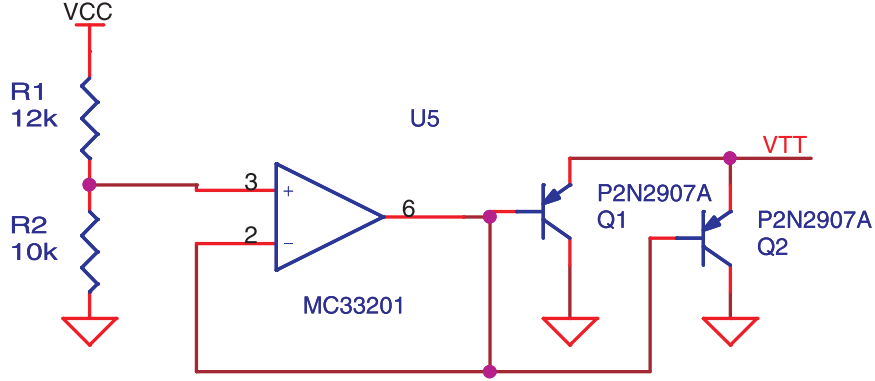 VCC
R1
12k
U5
VTT
3
+
P2N2907A
Q1
6
R2
10k
2
−
P2N2907A
Q2
MC33201